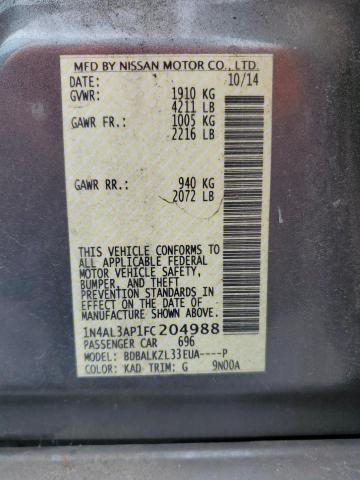 MFD BY NISSAN MOTOR CO., LTD.
DATE: 10/14
GVWR: 1910 KG
4211 LB
GAWR FR.: 1005 KG
2216 LB
GAWR RR.: 940 KG
2072 LB
THIS VEHICLE CONFORMS TO
ALL APPLICABLE FEDERAL
MOTOR VEHICLE SAFETY,
BUMPER, AND THEFT
PREVENTION STANDARDS IN
EFFECT ON THE DATE OF
MANUFACTURE SHOWN ABOVE.
1N4AL3AP1FC204988
PASSENGER CAR 696
MODEL: BDBALKZL33EUA----P
COLOR: KAD TRIM: G 9N00A